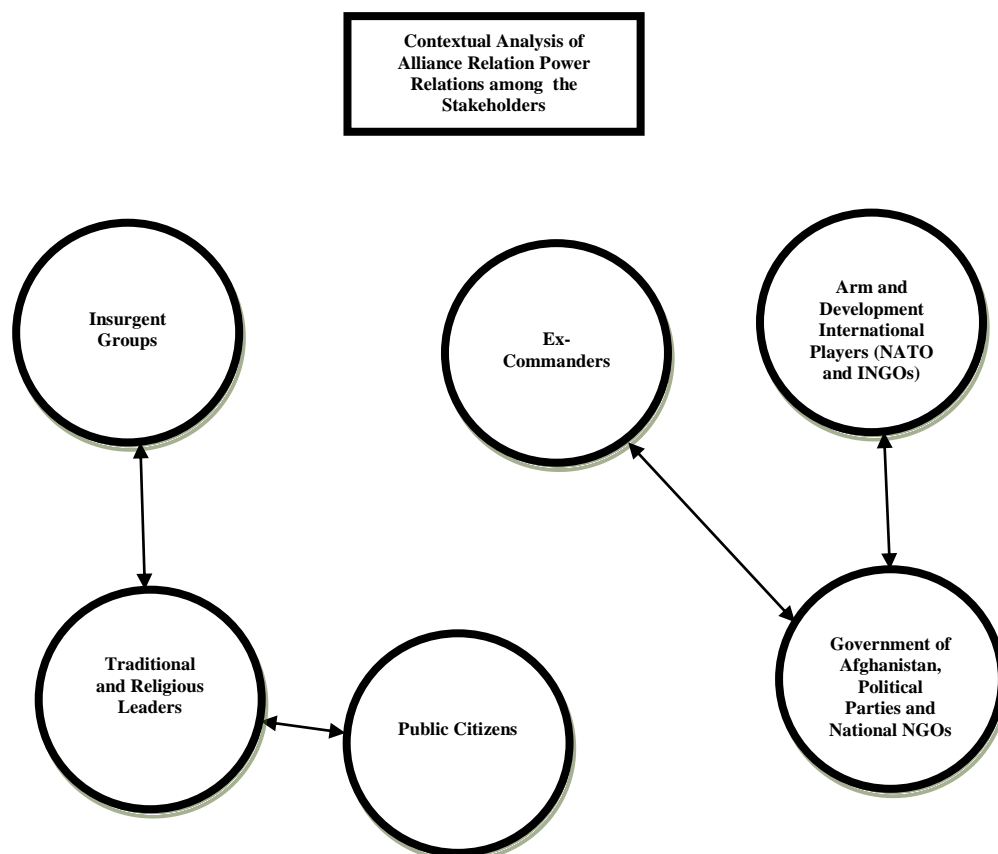 Contextual Analysis of
Alliance Relation Power
Relations among the
Stakeholders
Insurgent
Groups
Ex-
Commanders
Arm and
Development
International
Players (NATO
and INGOs)
Traditional
and Religious
Leaders
Public Citizens
Government of
Afghanistan,
Political
Parties and
National NGOs